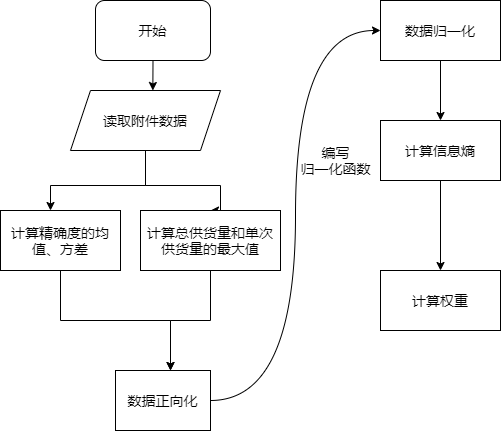 开始
读取附件数据
计算精确度的均
值、方差
计算总供货量和单次
供货量的最大值
数据正向化
编写
归一化函数
数据归一化
计算信息熵
计算权重